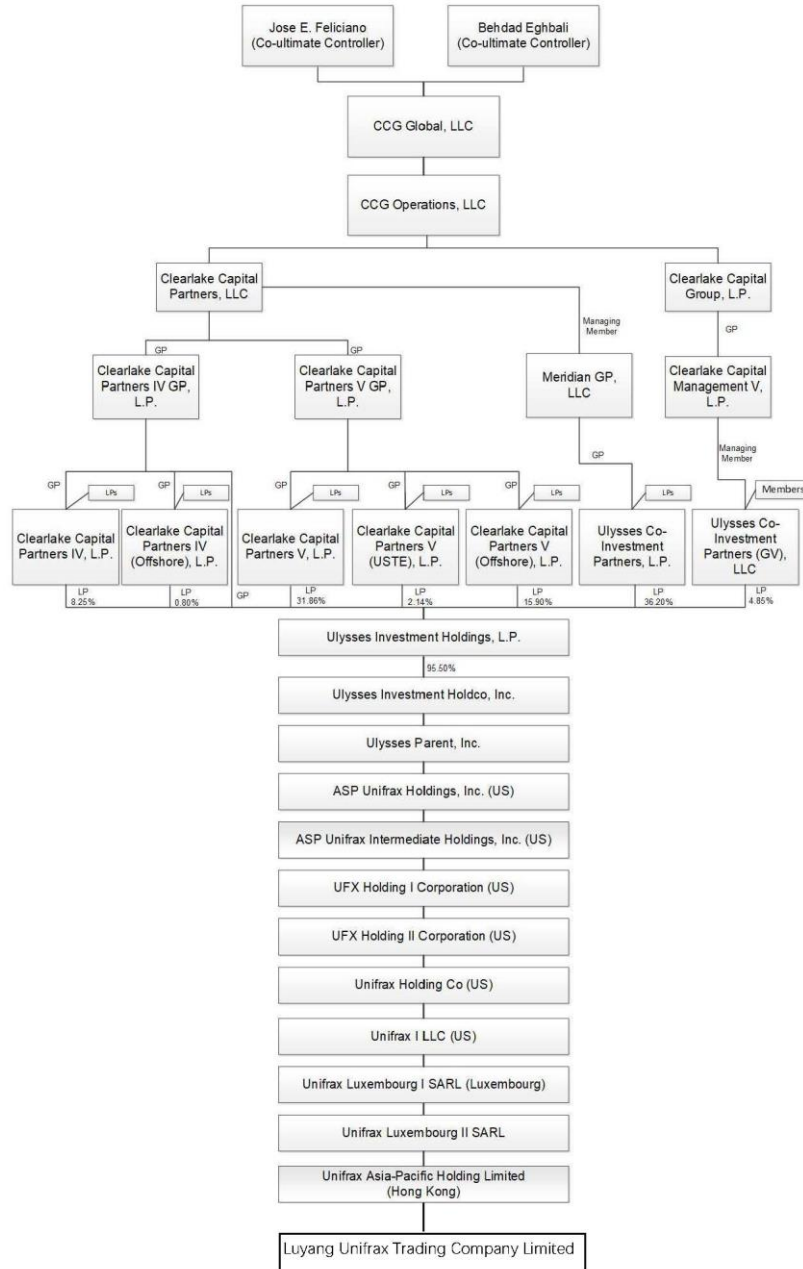 Jose E. Feliciano
(Co-ultimate Controller)
Behdad Eghbali
(Co-ultimate Controller)
CCG Global, LLC
CCG Operations, LLC
Clearlake Capital
Partners, LLC
Clearlake Capital
Group, L.P.
Managing
Member
GP
GP
GP
Clearlake Capital
Partners IV GP,
L.P.
Clearlake Capital
Partners V GP,
L.P.
Meridian GP,
LLC
Clearlake Capital
Management V,
L.P.
Managing
Member
GP
GP
GP
GP
GP
GP
LPs
LPs
LPs
LPs
LPs
LPs
Members
Clearlake Capital
Partners IV, L.P.
Clearlake Capital
Partners IV
(Offshore), L.P.
Clearlake Capital
Partners V, L.P.
Clearlake Capital
Partners V
(USTE), L.P.
Clearlake Capital
Partners V
(Offshore), L.P.
Ulysses Co-
Investment
Partners, L.P.
Ulysses Co-
Investment
Partners (GV),
LLC
LP
8.25%
LP
0.80%
GP
LP
31.86%
LP
2.14%
LP
15.90%
LP
36.20%
LP
4.85%
Ulysses Investment Holdings, L.P.
95.50%
Ulysses Investment Holdco, Inc.
Ulysses Parent, Inc.
ASP Unifrax Holdings, Inc. (US)
ASP Unifrax Intermediate Holdings, Inc. (US)
UFX Holding I Corporation (US)
UFX Holding II Corporation (US)
Unifrax Holding Co (US)
Unifrax I LLC (US)
Unifrax Luxembourg I SARL (Luxembourg)
Unifrax Luxembourg II SARL
Unifrax Asia-Pacific Holding Limited
(Hong Kong)
Luyang Unifrax Trading Company Limited